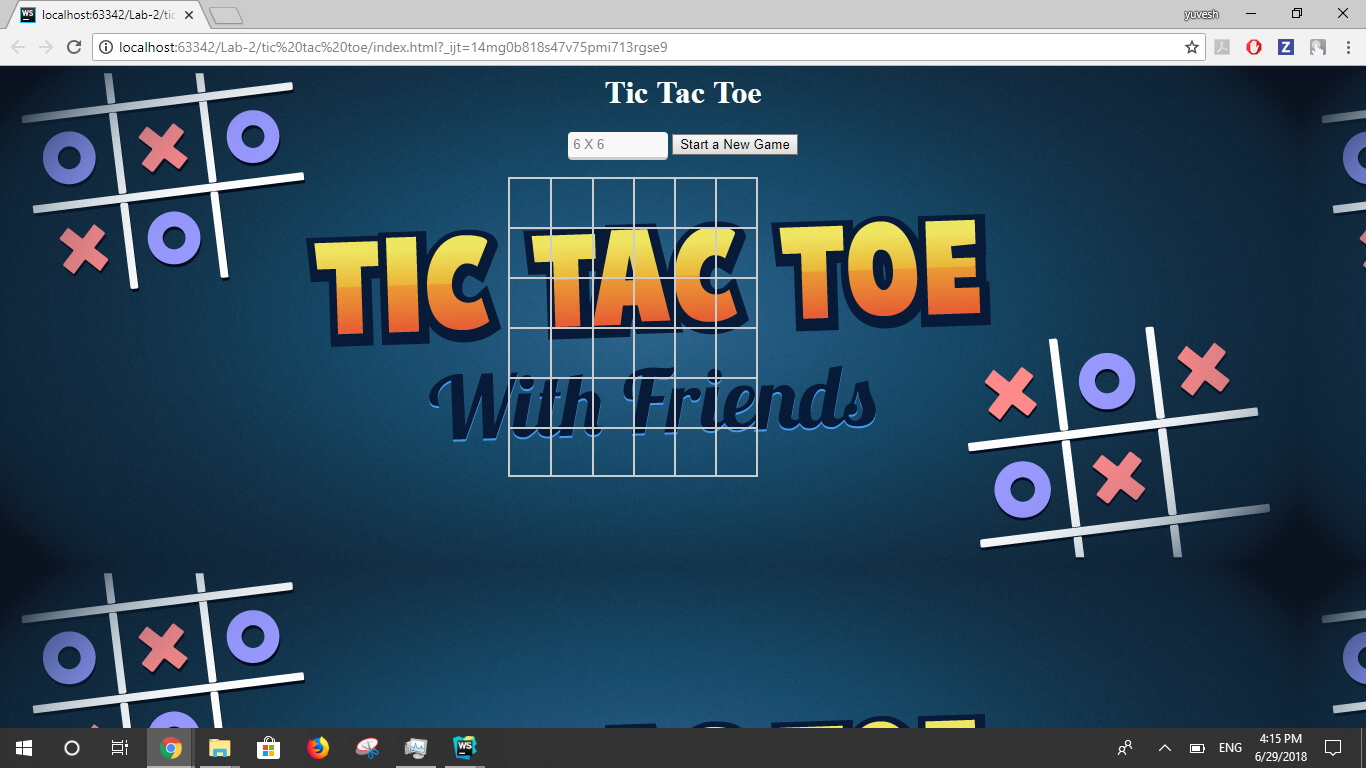 localhost:63342/Lab-2/tic
yuvesh
localhost:63342/Lab-2/tic%20tac%20toe/index.html?_ijt=14mg0b818s47v75pmi713rgse9
Tic Tac Toe
6 X 6 Start a New Game
TIC TAC TOE
With Friends
ENG
4:15 PM
6/29/2018